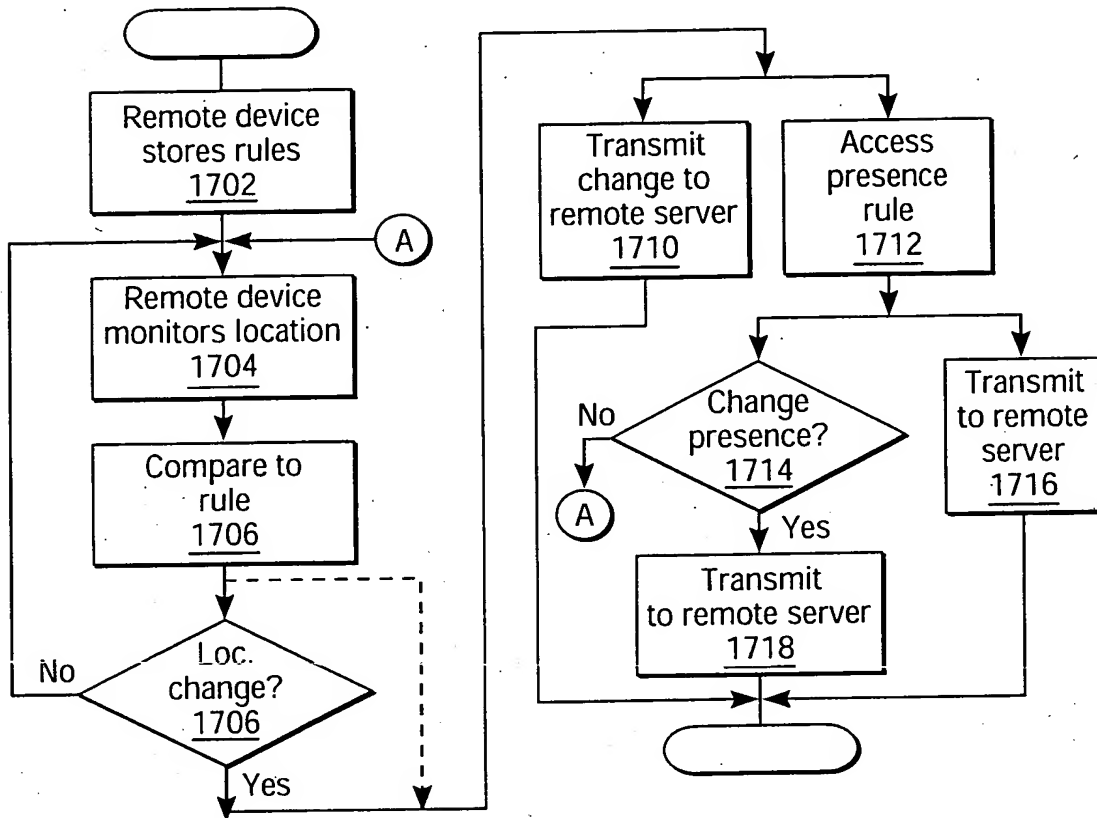 Remote device
stores rules
1702
A
Remote device
monitors location
1704
Compare to
rule
1706
Loc.
change?
1706
No
Yes
Transmit
change to
remote server
1710
Access
presence
rule
1712
Change
presence?
1714
No
A
Yes
Transmit
to remote
server
1716
Transmit
to remote server
1718